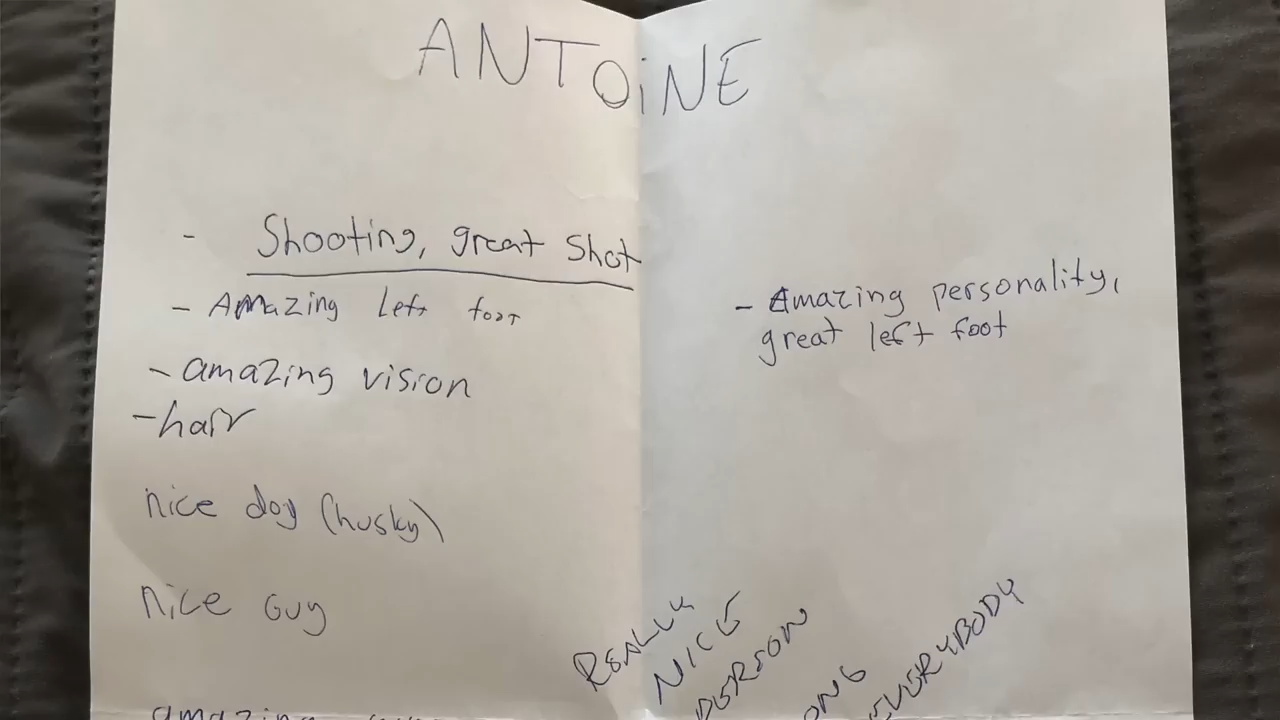 ANTOiNE
- Shooting, great Shot
- Amazing Left foot
- amazing vision
- hair
nice dog (husky)
nice Guy
amazing
- Amazing personality,
great left foot
REALLY
NICE
PERSON
EVERYBODY